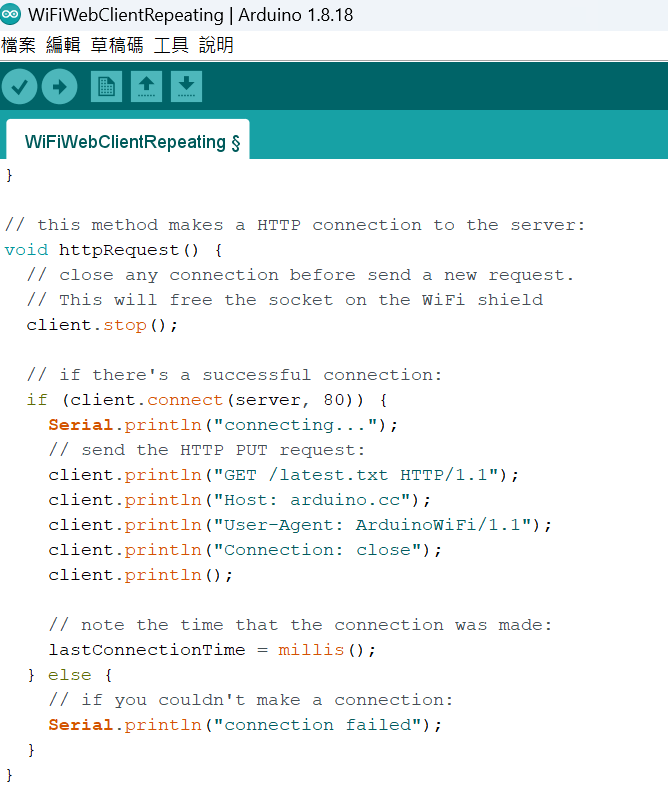 WiFiWebClientRepeating | Arduino 1.8.18
檔案 編輯 草稿碼 工具 說明
WiFiWebClientRepeating §
}
// this method makes a HTTP connection to the server:
void httpRequest() {
  // close any connection before send a new request.
  // This will free the socket on the WiFi shield
  client.stop();
  // if there's a successful connection:
  if (client.connect(server, 80)) {
    Serial.println("connecting...");
    // send the HTTP PUT request:
    client.println("GET /latest.txt HTTP/1.1");
    client.println("Host: arduino.cc");
    client.println("User-Agent: ArduinoWiFi/1.1");
    client.println("Connection: close");
    client.println();
    // note the time that the connection was made:
    lastConnectionTime = millis();
  } else {
    // if you couldn't make a connection:
    Serial.println("connection failed");
  }
}